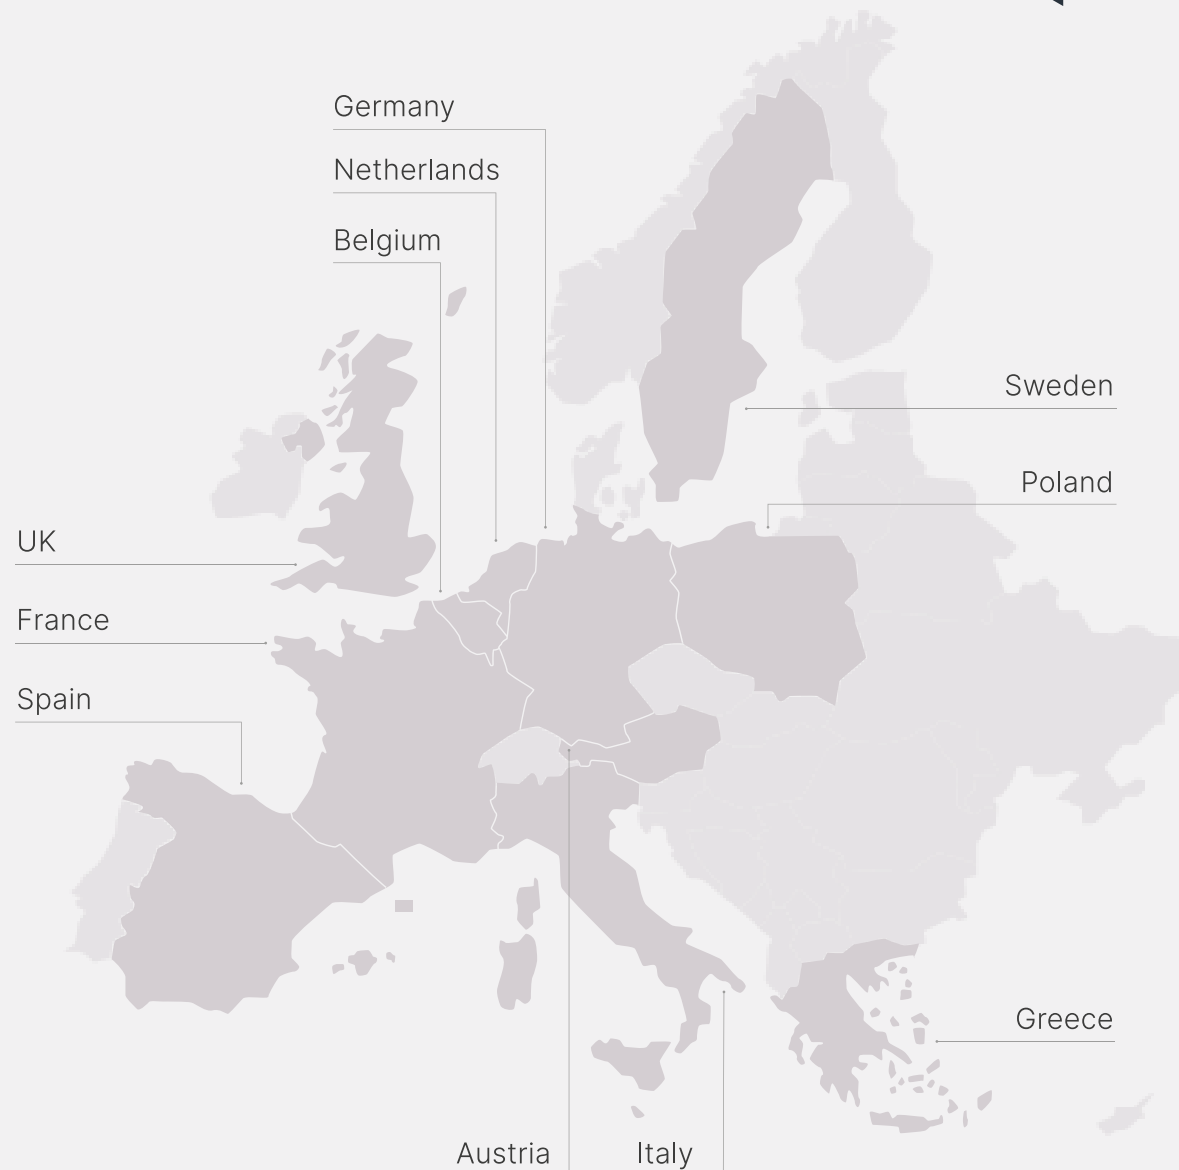 Germany
Netherlands
Belgium
Sweden
Poland
UK
France
Spain
Greece
Austria
Italy